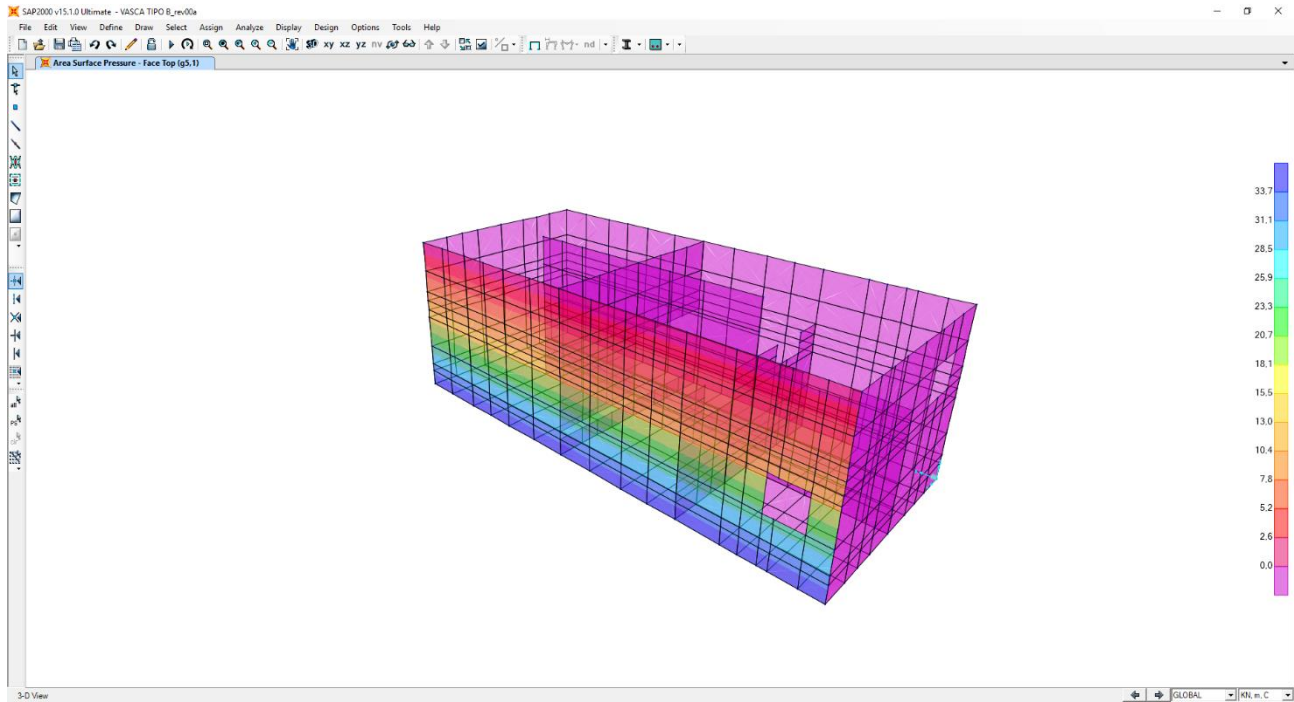 SAP2000 v15.1.0 Ultimate - VASCA TIPO B_rev00a
File Edit View Define Draw Select Assign Analyze Display Design Options Tools Help
xy xz yz nv nd
Area Surface Pressure - Face Top (g5,1)
33.7
31.1
28.5
25.9
23.3
20.7
18.1
15.5
13.0
10.4
7.8
5.2
2.6
0.0
3-D View GLOBAL KN, m, C